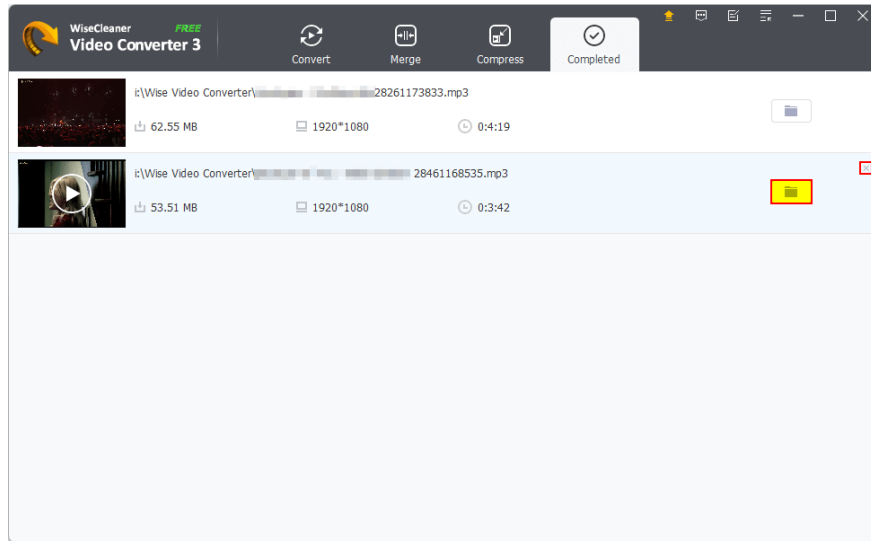 WiseCleaner FREE
Video Converter 3
Convert
Merge
Compress
Completed
i:\Wise Video Converter\ 28261173833.mp3
62.55 MB
1920*1080
0:4:19
i:\Wise Video Converter\ 28461168535.mp3
53.51 MB
1920*1080
0:3:42